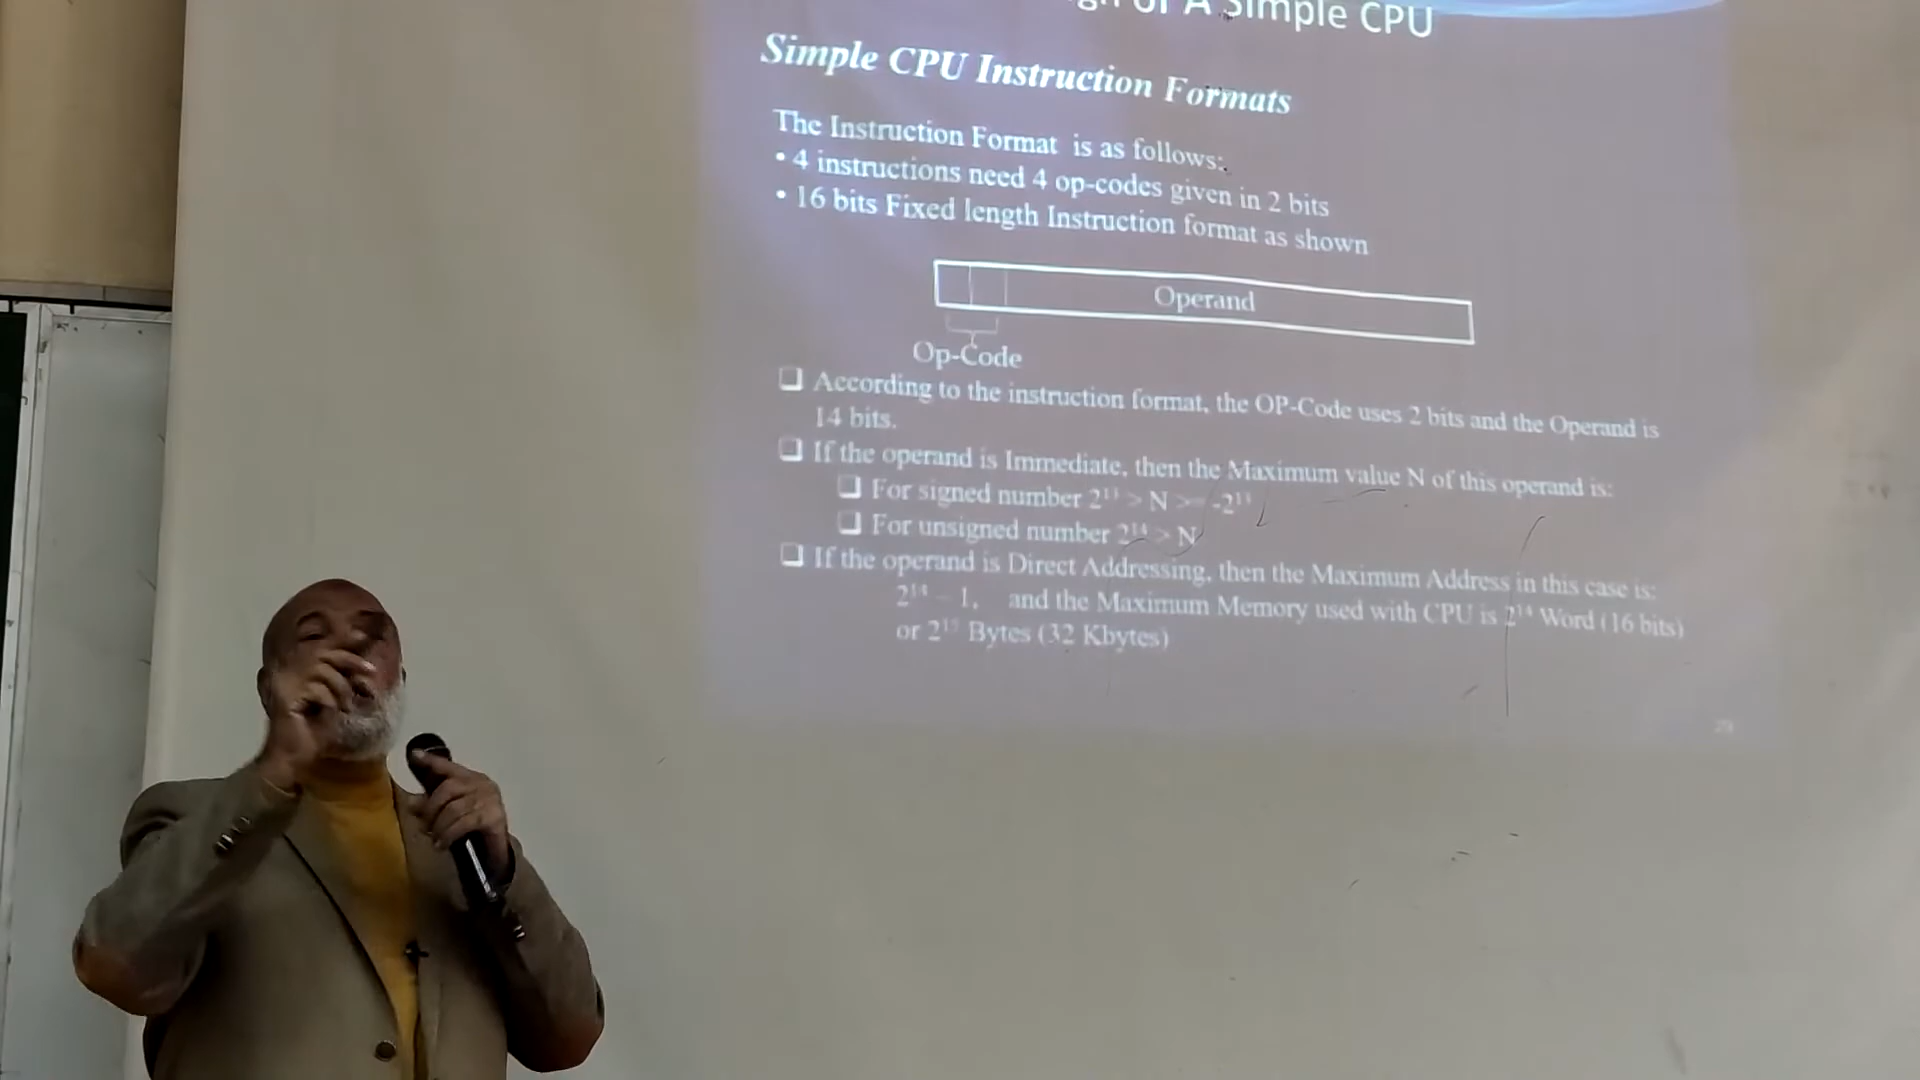 of A Simple CPU
Simple CPU Instruction Formats
The Instruction Format is as follows:
• 4 instructions need 4 op-codes given in 2 bits
• 16 bits Fixed length Instruction format as shown
Operand
Op-Code
❑ According to the instruction format, the OP-Code uses 2 bits and the Operand is
14 bits.
❑ If the operand is Immediate, then the Maximum value N of this operand is:
❑ For signed number 2¹³ > N >= -2¹³
❑ For unsigned number 2¹⁴ > N
❑ If the operand is Direct Addressing, then the Maximum Address in this case is:
2¹⁴ – 1, and the Maximum Memory used with CPU is 2¹⁴ Word (16 bits)
or 2¹⁵ Bytes (32 Kbytes)